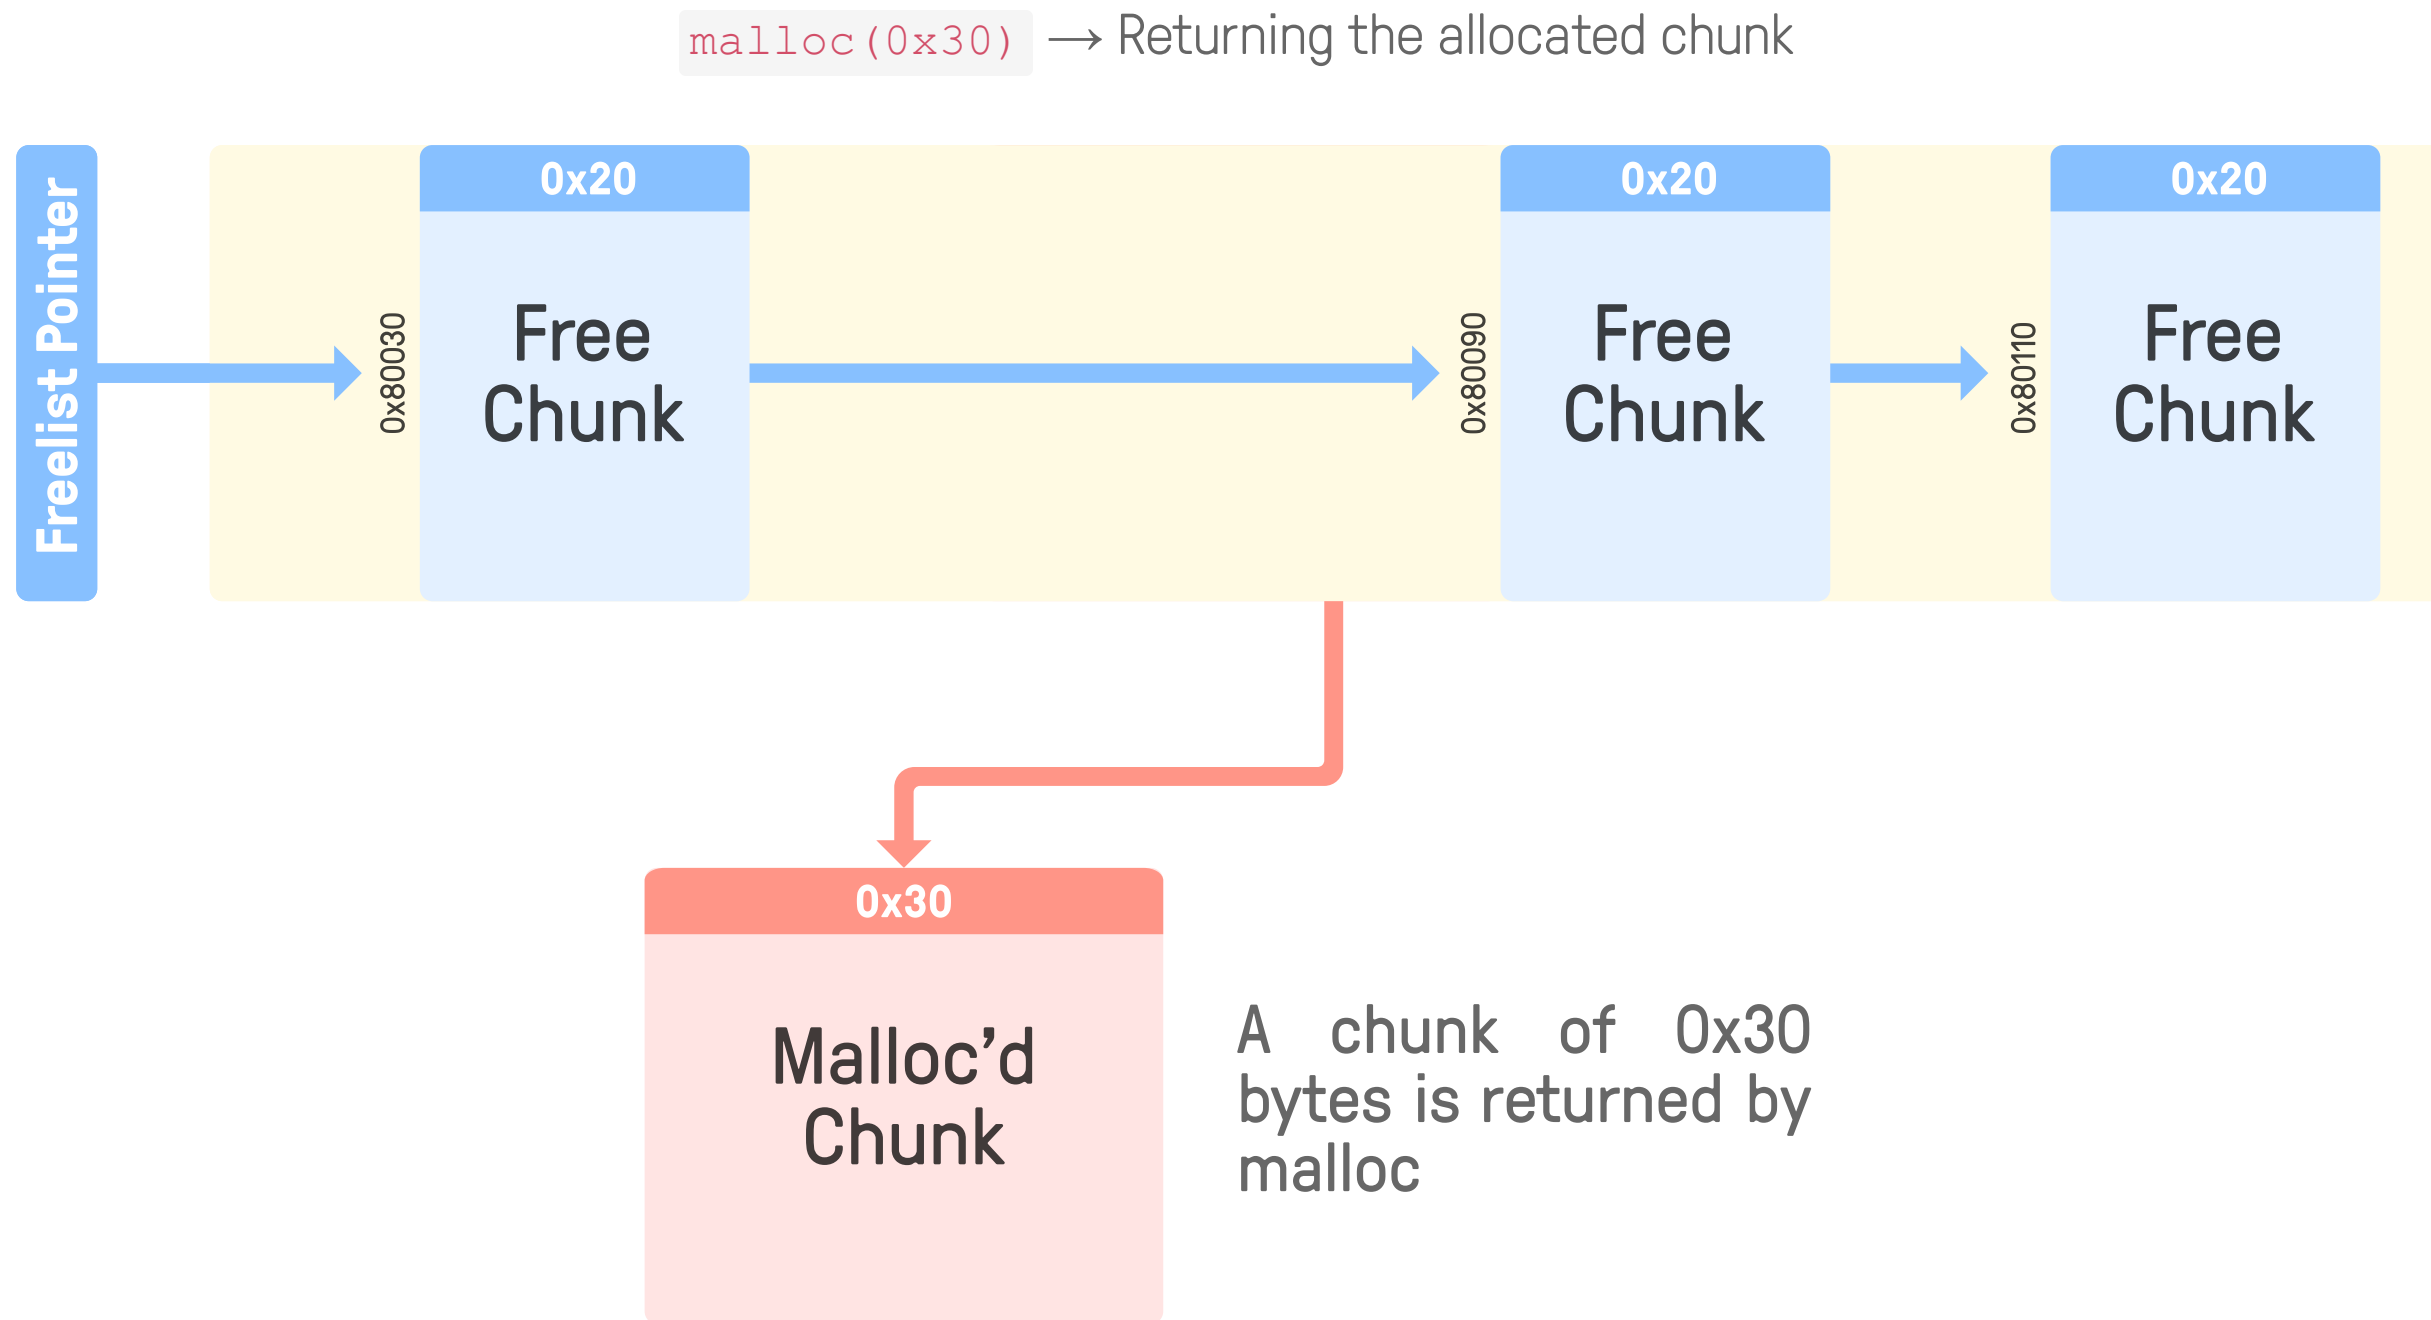 malloc(0x30) → Returning the allocated chunk
Freelist Pointer
0x80030
0x20
Free
Chunk
0x80090
0x20
Free
Chunk
0x80110
0x20
Free
Chunk
0x30
Malloc’d
Chunk
A chunk of 0x30
bytes is returned by
malloc